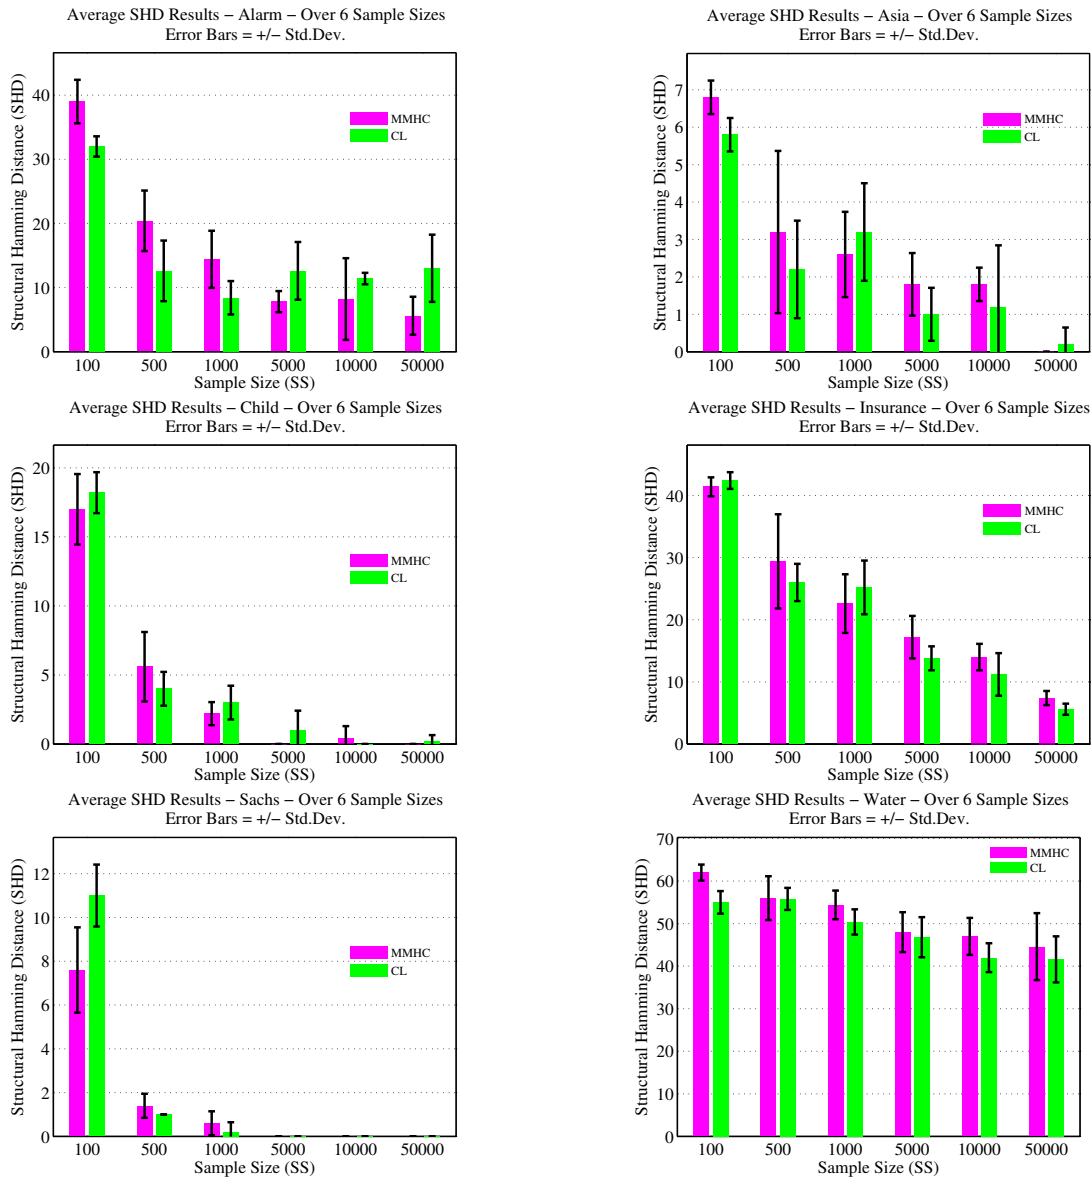 Average SHD Results – Alarm – Over 6 Sample Sizes
Error Bars = +/– Std.Dev.
Structural Hamming Distance (SHD)
40
30
20
10
0
MMHC
CL
100 500 1000 5000 10000 50000
Sample Size (SS)
Average SHD Results – Asia – Over 6 Sample Sizes
Error Bars = +/– Std.Dev.
Structural Hamming Distance (SHD)
7
6
5
4
3
2
1
0
MMHC
CL
100 500 1000 5000 10000 50000
Sample Size (SS)
Average SHD Results – Child – Over 6 Sample Sizes
Error Bars = +/– Std.Dev.
Structural Hamming Distance (SHD)
20
15
10
5
0
MMHC
CL
100 500 1000 5000 10000 50000
Sample Size (SS)
Average SHD Results – Insurance – Over 6 Sample Sizes
Error Bars = +/– Std.Dev.
Structural Hamming Distance (SHD)
40
30
20
10
0
MMHC
CL
100 500 1000 5000 10000 50000
Sample Size (SS)
Average SHD Results – Sachs – Over 6 Sample Sizes
Error Bars = +/– Std.Dev.
Structural Hamming Distance (SHD)
12
10
8
6
4
2
0
MMHC
CL
100 500 1000 5000 10000 50000
Sample Size (SS)
Average SHD Results – Water – Over 6 Sample Sizes
Error Bars = +/– Std.Dev.
Structural Hamming Distance (SHD)
70
60
50
40
30
20
10
0
MMHC
CL
100 500 1000 5000 10000 50000
Sample Size (SS)